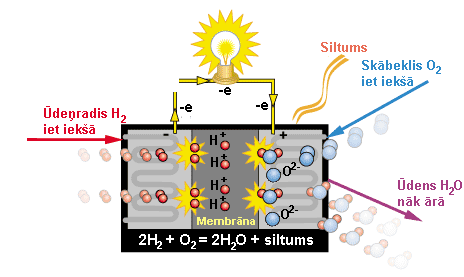 Siltums
Skābeklis O2
iet iekšā
Ūdeņradis H2
iet iekšā
-e
-e
-e
-
+
H+
H+
H+
H+
O2-
O2-
Ūdens H2O
nāk ārā
Membrāna
2H2 + O2 = 2H2O + siltums